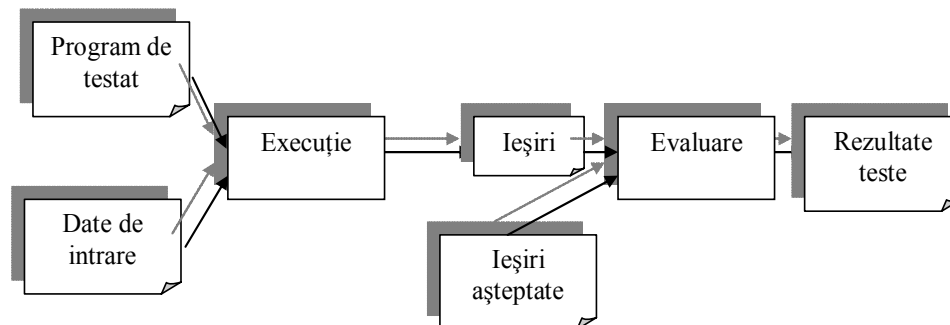 Program de
testat
Execuție
Ieşiri
Evaluare
Rezultate
teste
Date de
intrare
Ieşiri
aşteptate